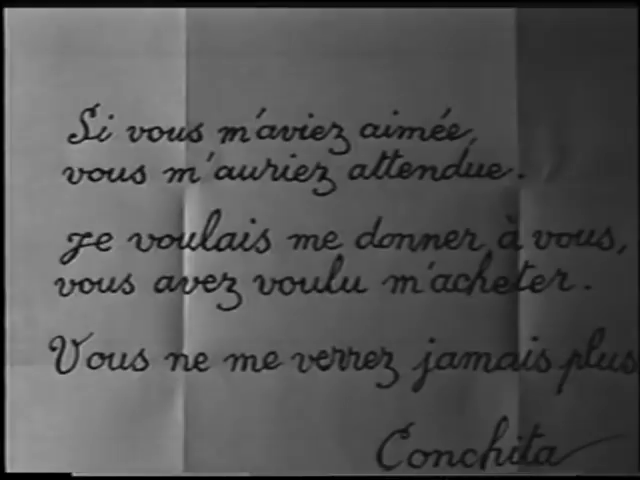 Si vous m'aviez aimée,
vous m'auriez attendue.
Je voulais me donner à vous,
vous avez voulu m'acheter.
Vous ne me verrez jamais plus
Conchita